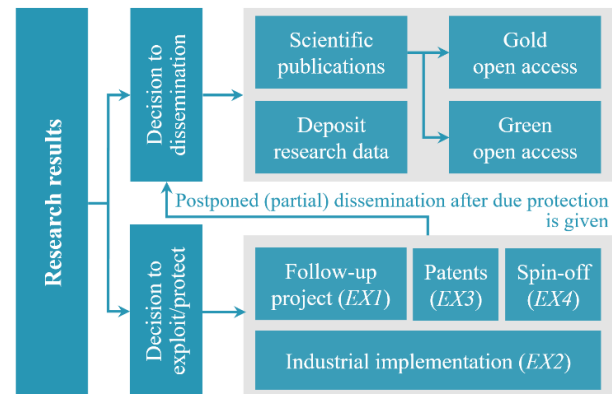 Research results
Decision to
dissemination
Scientific
publications
Gold
open access
Deposit
research data
Green
open access
Postponed (partial) dissemination after due protection
is given
Decision to
exploit/protect
Follow-up
project (EX1)
Patents
(EX3)
Spin-off
(EX4)
Industrial implementation (EX2)